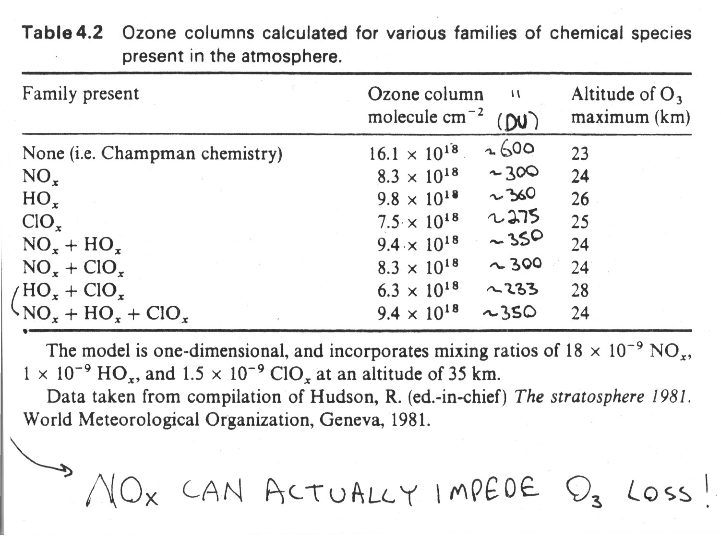 Table 4.2 Ozone columns calculated for various families of chemical species
present in the atmosphere.
Family present Ozone column " Altitude of O₃
molecule cm⁻² (DU) maximum (km)
None (i.e. Champman chemistry) 16.1 × 10¹⁸ ~600 23
NOₓ 8.3 × 10¹⁸ ~300 24
HOₓ 9.8 × 10¹⁸ ~360 26
ClOₓ 7.5 × 10¹⁸ ~275 25
NOₓ + HOₓ 9.4 × 10¹⁸ ~350 24
NOₓ + ClOₓ 8.3 × 10¹⁸ ~300 24
HOₓ + ClOₓ 6.3 × 10¹⁸ ~233 28
NOₓ + HOₓ + ClOₓ 9.4 × 10¹⁸ ~350 24
The model is one-dimensional, and incorporates mixing ratios of 18 × 10⁻⁹ NOₓ,
1 × 10⁻⁹ HOₓ, and 1.5 × 10⁻⁹ ClOₓ at an altitude of 35 km.
Data taken from compilation of Hudson, R. (ed.-in-chief) The stratosphere 1981.
World Meteorological Organization, Geneva, 1981.
NOₓ CAN ACTUALLY IMPEDE O₃ LOSS!